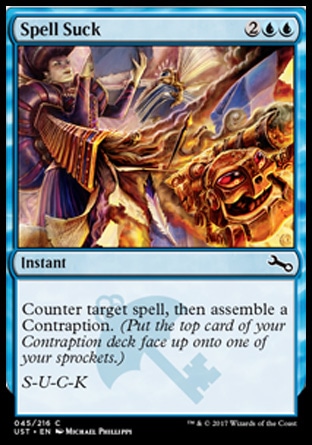 Spell Suck 2
Instant
Counter target spell, then assemble a
Contraption. (Put the top card of your
Contraption deck face up onto one of
your sprockets.)
S-U-C-K
045/216 C
UST • EN MICHAEL PHILLIPPI
™ & © 2017 Wizards of the Coast